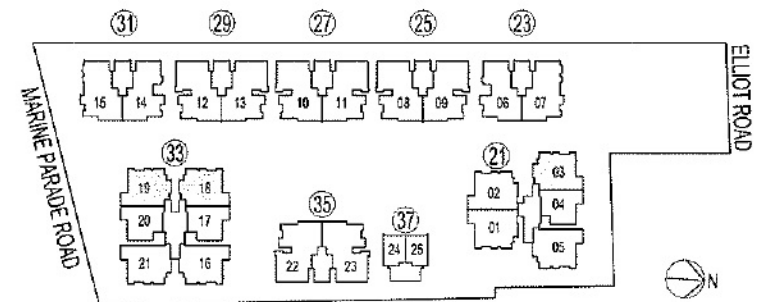 31 29 27 25 23
15 14 12 13 10 11 08 09 06 07
ELLIOT ROAD
MARINE PARADE ROAD
33 21
19 18 02 03
20 17 35 37 01 04
21 16 22 23 24 25 05
N